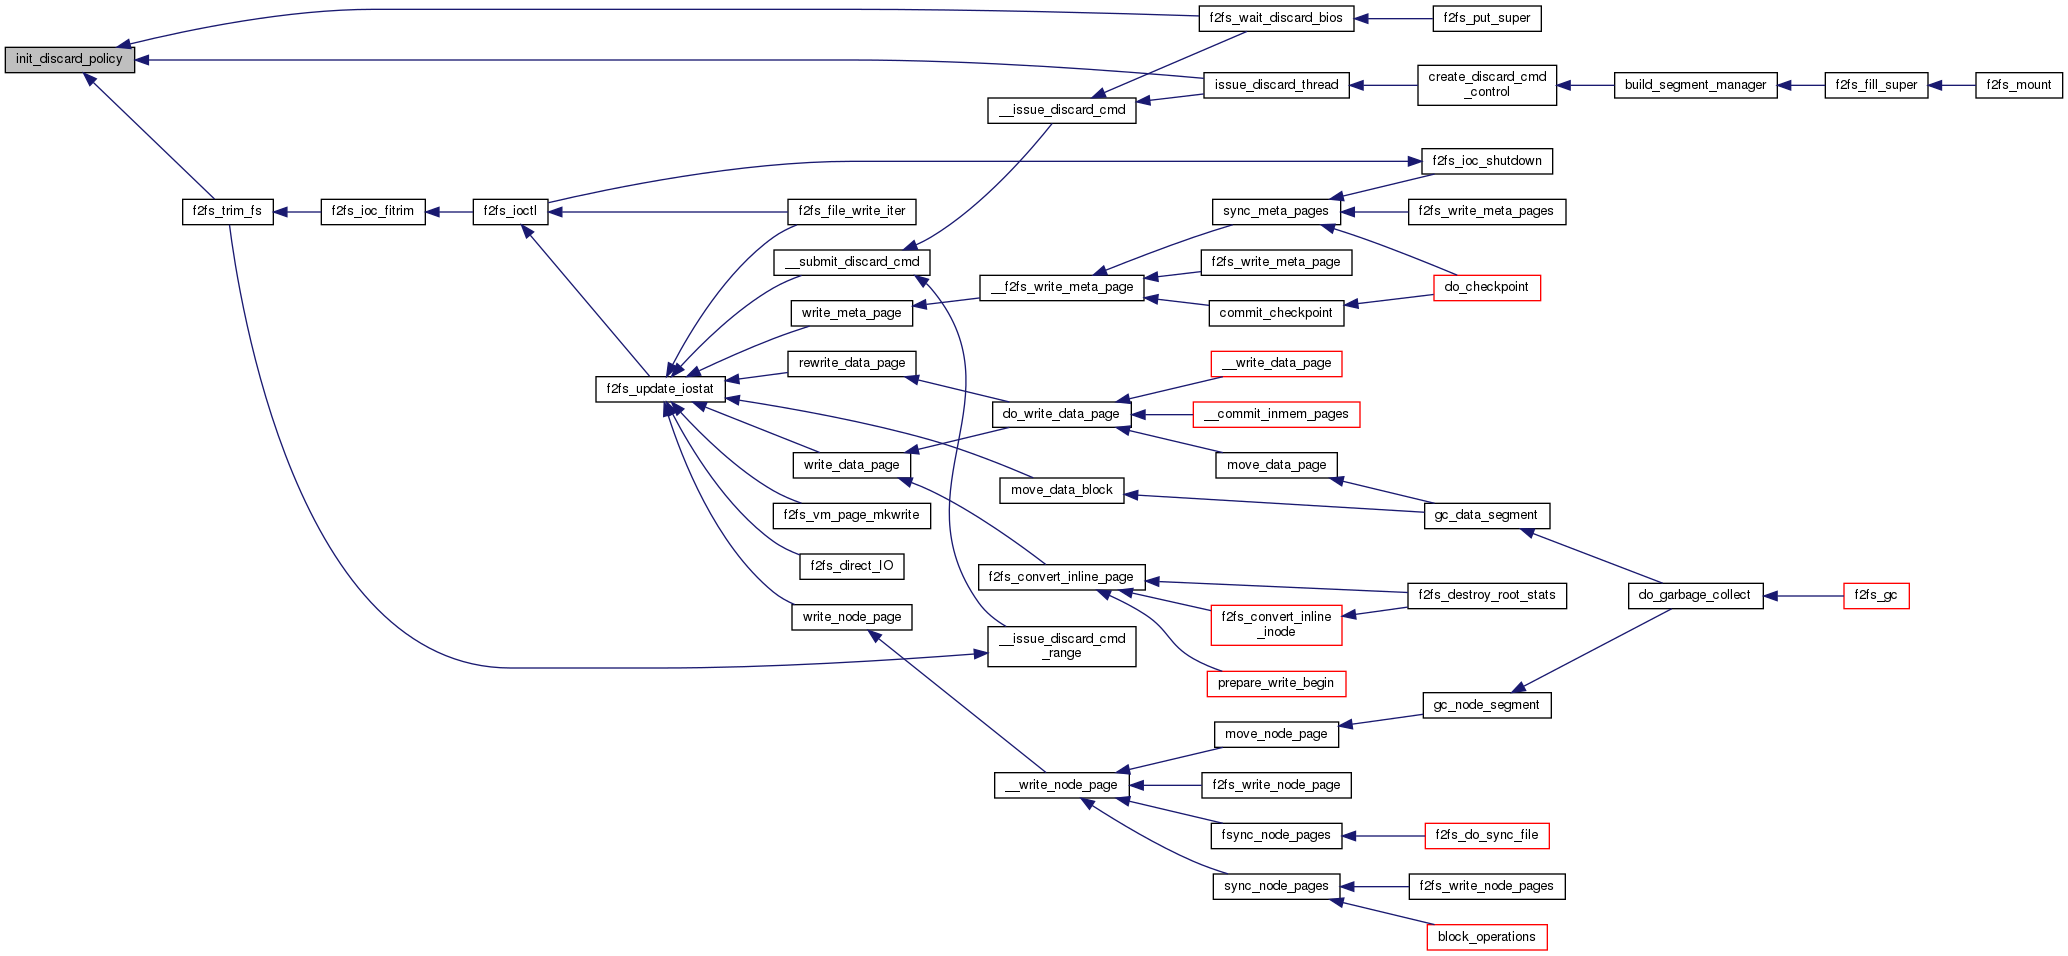 init_discard_policy
f2fs_wait_discard_bios
f2fs_put_super
issue_discard_thread
create_discard_cmd
_control
build_segment_manager
f2fs_fill_super
f2fs_mount
__issue_discard_cmd
f2fs_ioc_shutdown
f2fs_trim_fs
f2fs_ioc_fitrim
f2fs_ioctl
f2fs_file_write_iter
sync_meta_pages
f2fs_write_meta_pages
__submit_discard_cmd
f2fs_write_meta_page
__f2fs_write_meta_page
do_checkpoint
write_meta_page
commit_checkpoint
rewrite_data_page
__write_data_page
f2fs_update_iostat
do_write_data_page
__commit_inmem_pages
write_data_page
move_data_page
move_data_block
f2fs_vm_page_mkwrite
gc_data_segment
f2fs_direct_IO
f2fs_convert_inline_page
f2fs_destroy_root_stats
do_garbage_collect
f2fs_gc
write_node_page
f2fs_convert_inline
_inode
__issue_discard_cmd
_range
prepare_write_begin
gc_node_segment
move_node_page
__write_node_page
f2fs_write_node_page
fsync_node_pages
f2fs_do_sync_file
sync_node_pages
f2fs_write_node_pages
block_operations